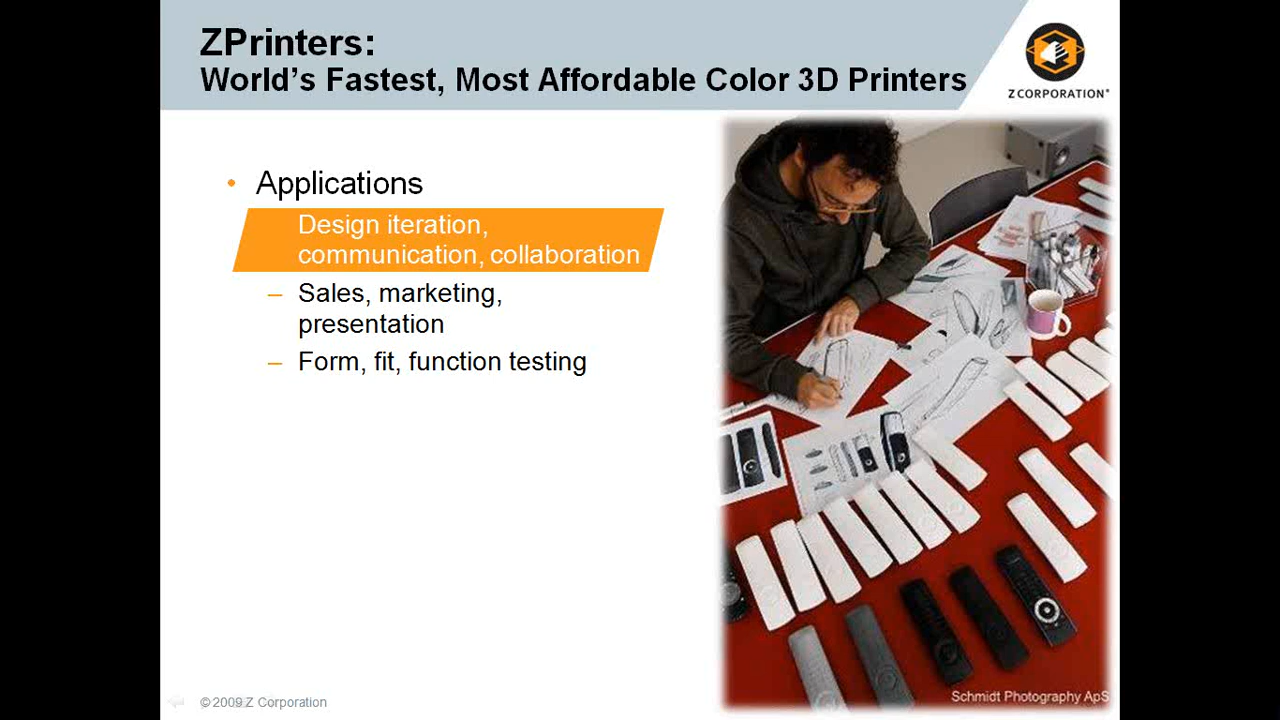 ZPrinters:
World's Fastest, Most Affordable Color 3D Printers
Z CORPORATION®
• Applications
Design iteration,
communication, collaboration
– Sales, marketing,
presentation
– Form, fit, function testing
Schmidt Photography ApS
© 2009 Z Corporation